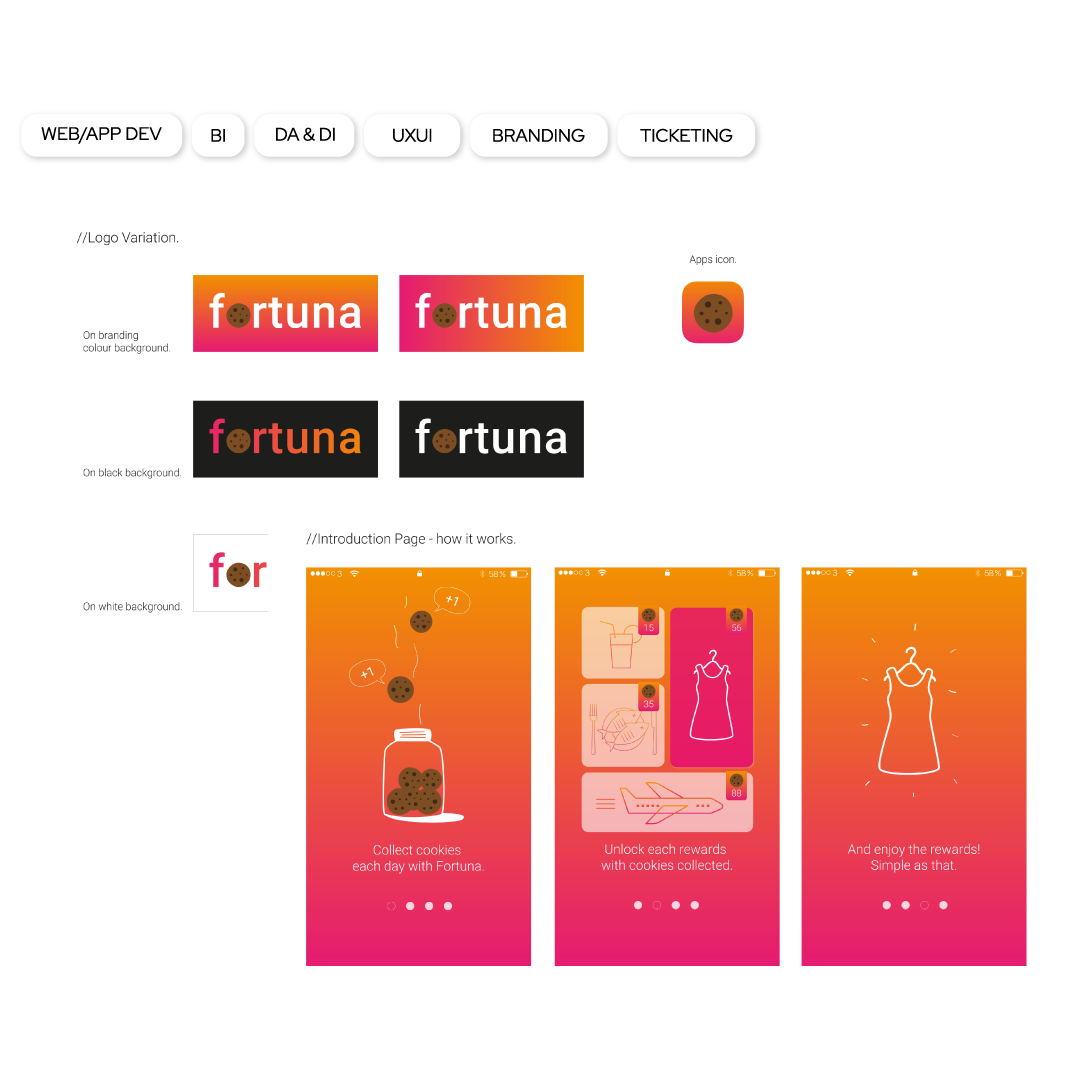 WEB/APP DEV
BI
DA & DI
UXUI
BRANDING
TICKETING
//Logo Variation.
Apps icon.
fortuna
fortuna
On branding
colour background.
fortuna
fortuna
On black background.
for
On white background.
//Introduction Page - how it works.
3
58%
+1
+1
Collect cookies
each day with Fortuna.
3
58%
15
56
35
88
Unlock each rewards
with cookies collected.
3
58%
And enjoy the rewards!
Simple as that.